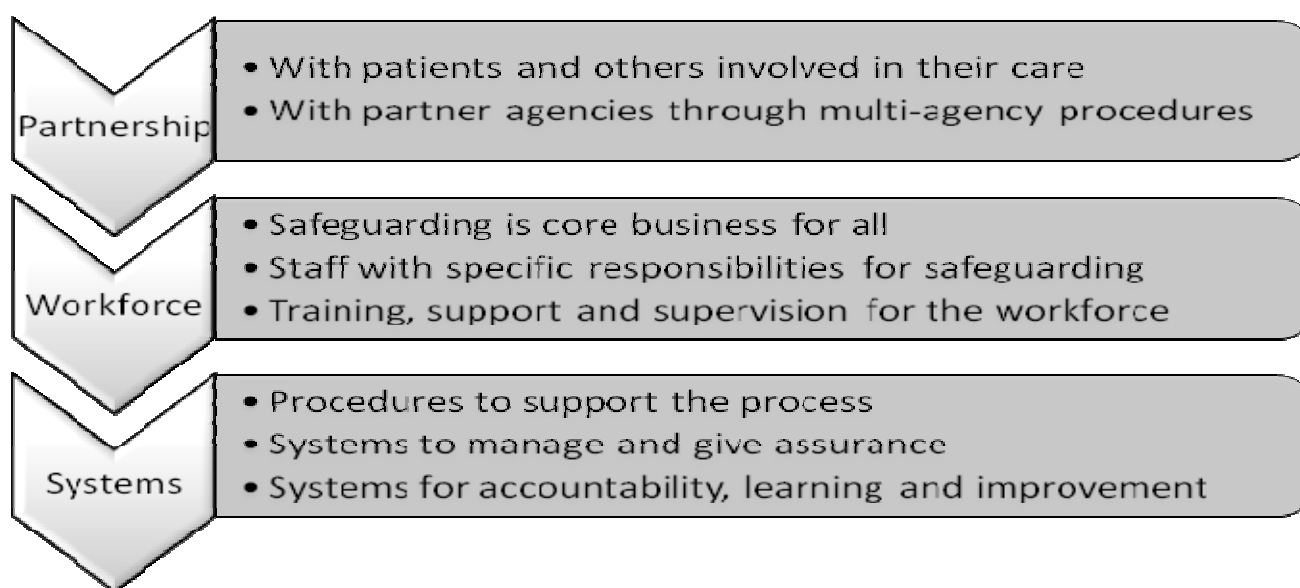 Partnership
• With patients and others involved in their care
• With partner agencies through multi-agency procedures
Workforce
• Safeguarding is core business for all
• Staff with specific responsibilities for safeguarding
• Training, support and supervision for the workforce
Systems
• Procedures to support the process
• Systems to manage and give assurance
• Systems for accountability, learning and improvement